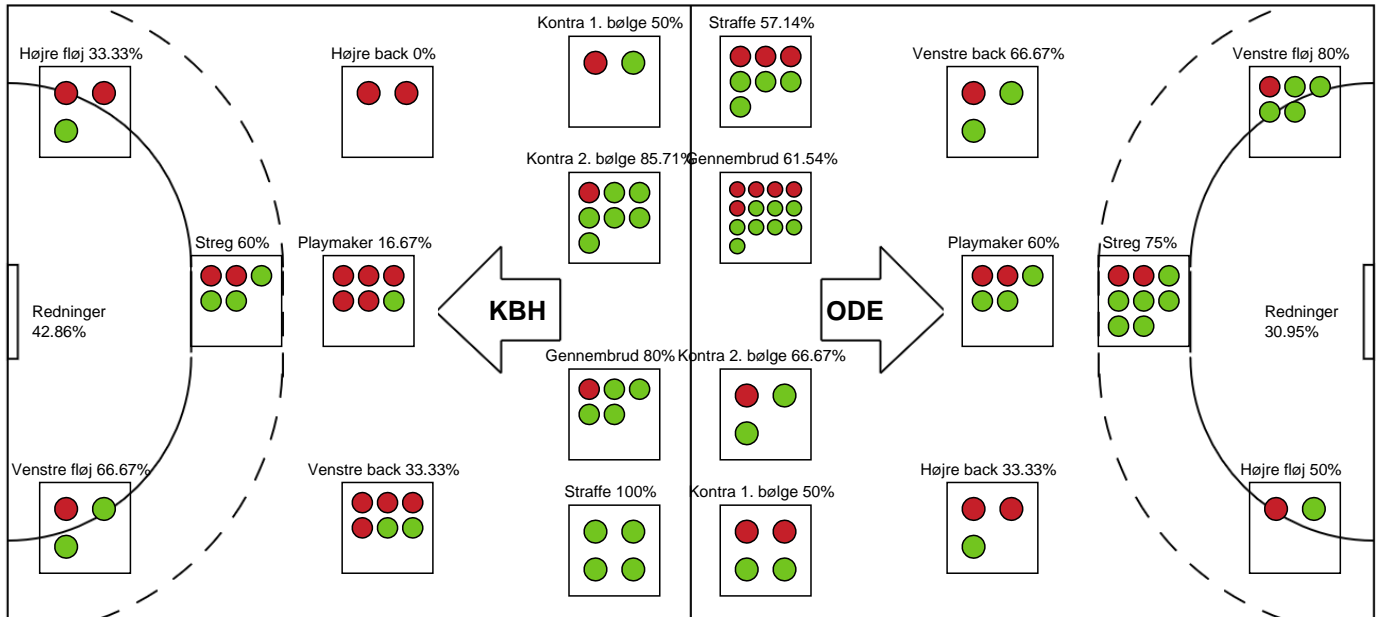 Kontra 1. bølge 50%
Straffe 57.14%
Højre fløj 33.33%
Højre back 0%
Venstre back 66.67%
Venstre fløj 80%
Kontra 2. bølge 85.71%
Gennembrud 61.54%
Streg 60%
Playmaker 16.67%
Playmaker 60%
Streg 75%
Redninger
42.86%
KBH
ODE
Redninger
30.95%
Gennembrud 80%
Kontra 2. bølge 66.67%
Venstre fløj 66.67%
Venstre back 33.33%
Straffe 100%
Kontra 1. bølge 50%
Højre back 33.33%
Højre fløj 50%